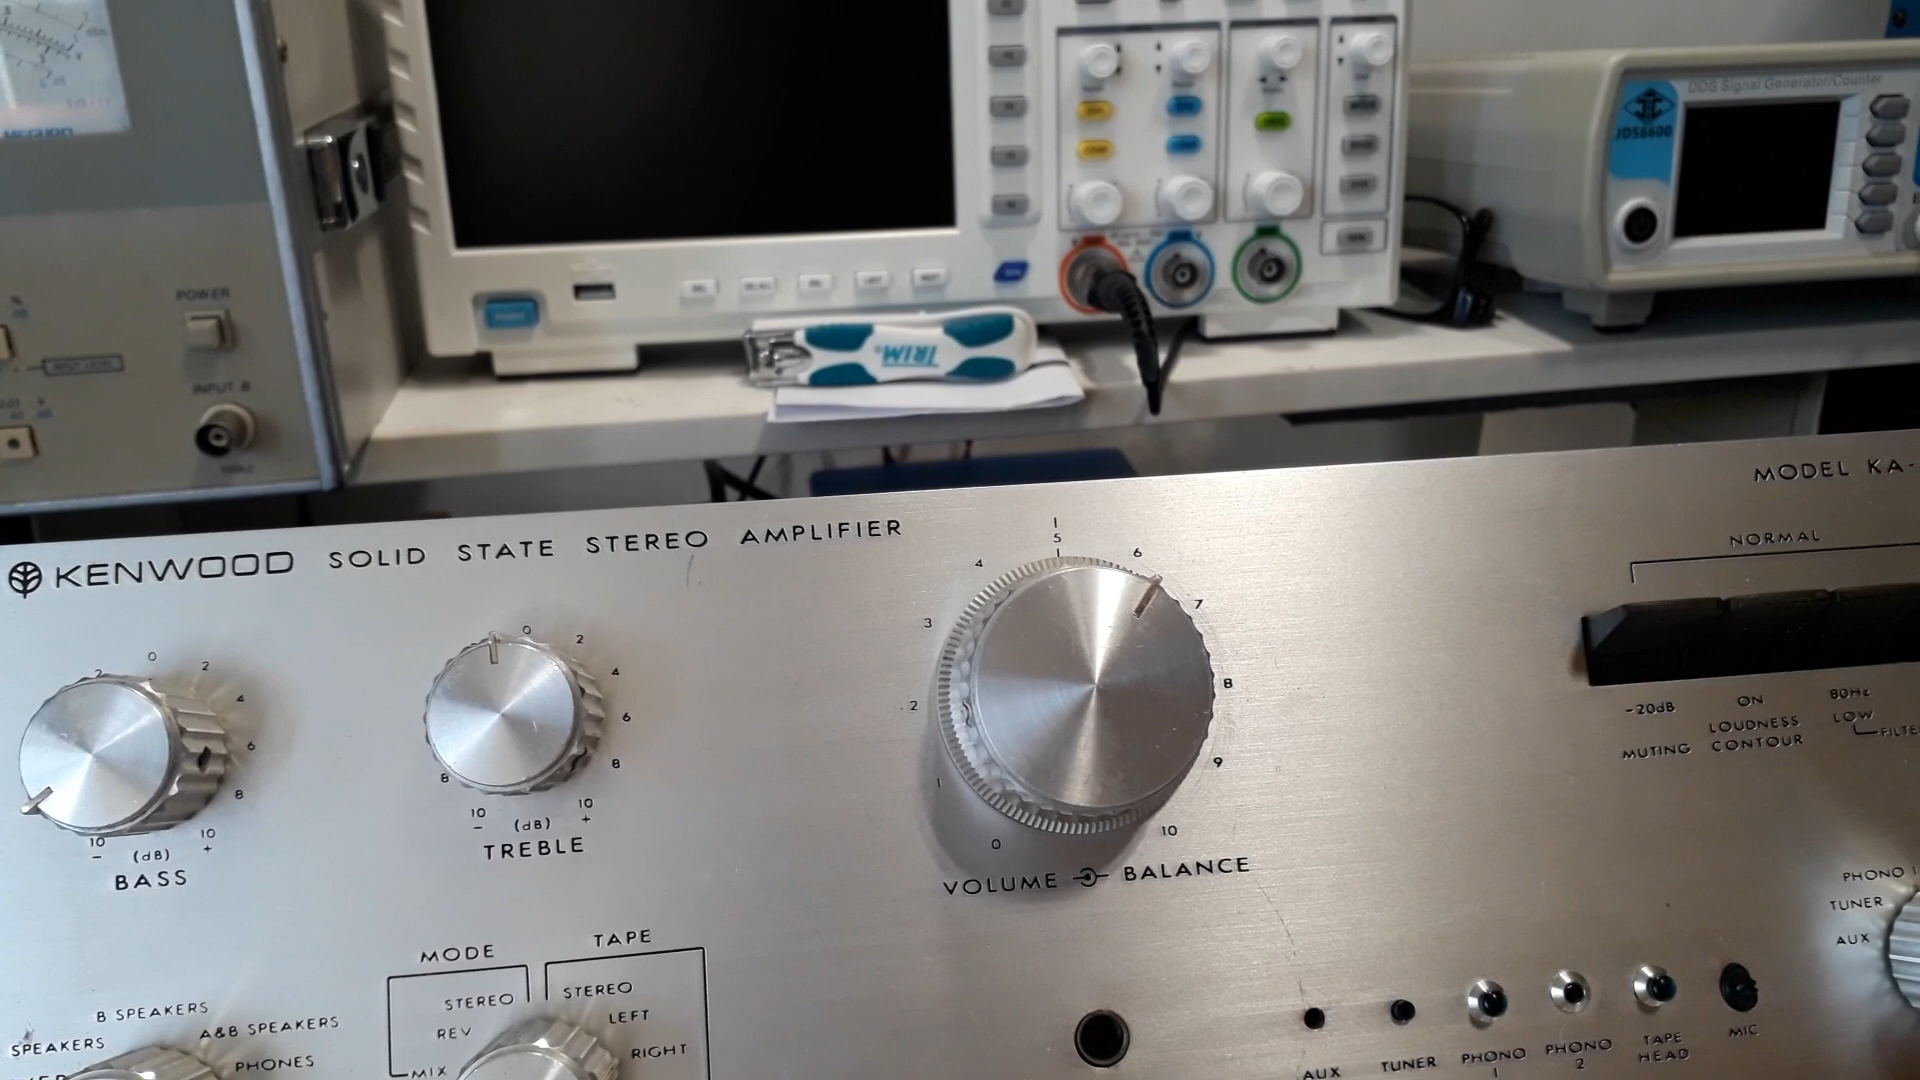 POWER
INPUT B
INPUT LEVEL
TRIM
DDS Signal Generator/Counter
JDS6600
MODEL KA-
KENWOOD SOLID STATE STEREO AMPLIFIER
NORMAL
2 0 2 4 6 8 10 10
- (dB) +
BASS
0 2 4 6 8 10 10 8
- (dB) +
TREBLE
0 1 2 3 4 5 6 7 8 9 10
VOLUME BALANCE
-20dB
MUTING
ON
LOUDNESS
CONTOUR
80Hz
LOW
FILTE
MODE
STEREO
REV
MIX
TAPE
STEREO
LEFT
RIGHT
B SPEAKERS
A&B SPEAKERS
SPEAKERS
PHONES
PHONO 1
TUNER
AUX
AUX
TUNER
PHONO
1
PHONO
2
TAPE
HEAD
MIC